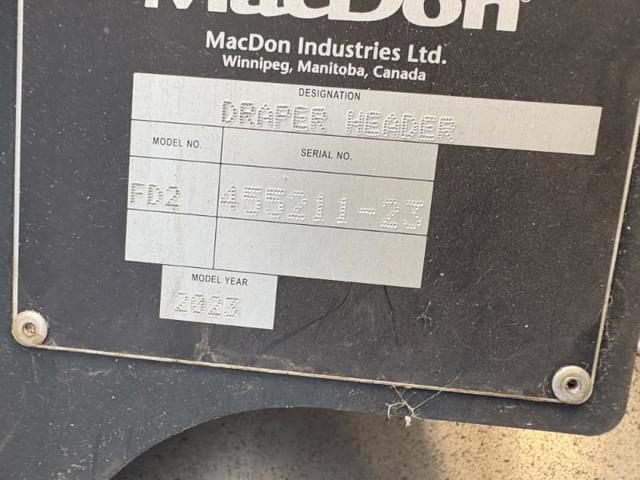 MacDon®
MacDon Industries Ltd.
Winnipeg, Manitoba, Canada
DESIGNATION
DRAPER HEADER
MODEL NO. SERIAL NO.
FD2 455211-23
MODEL YEAR
2023